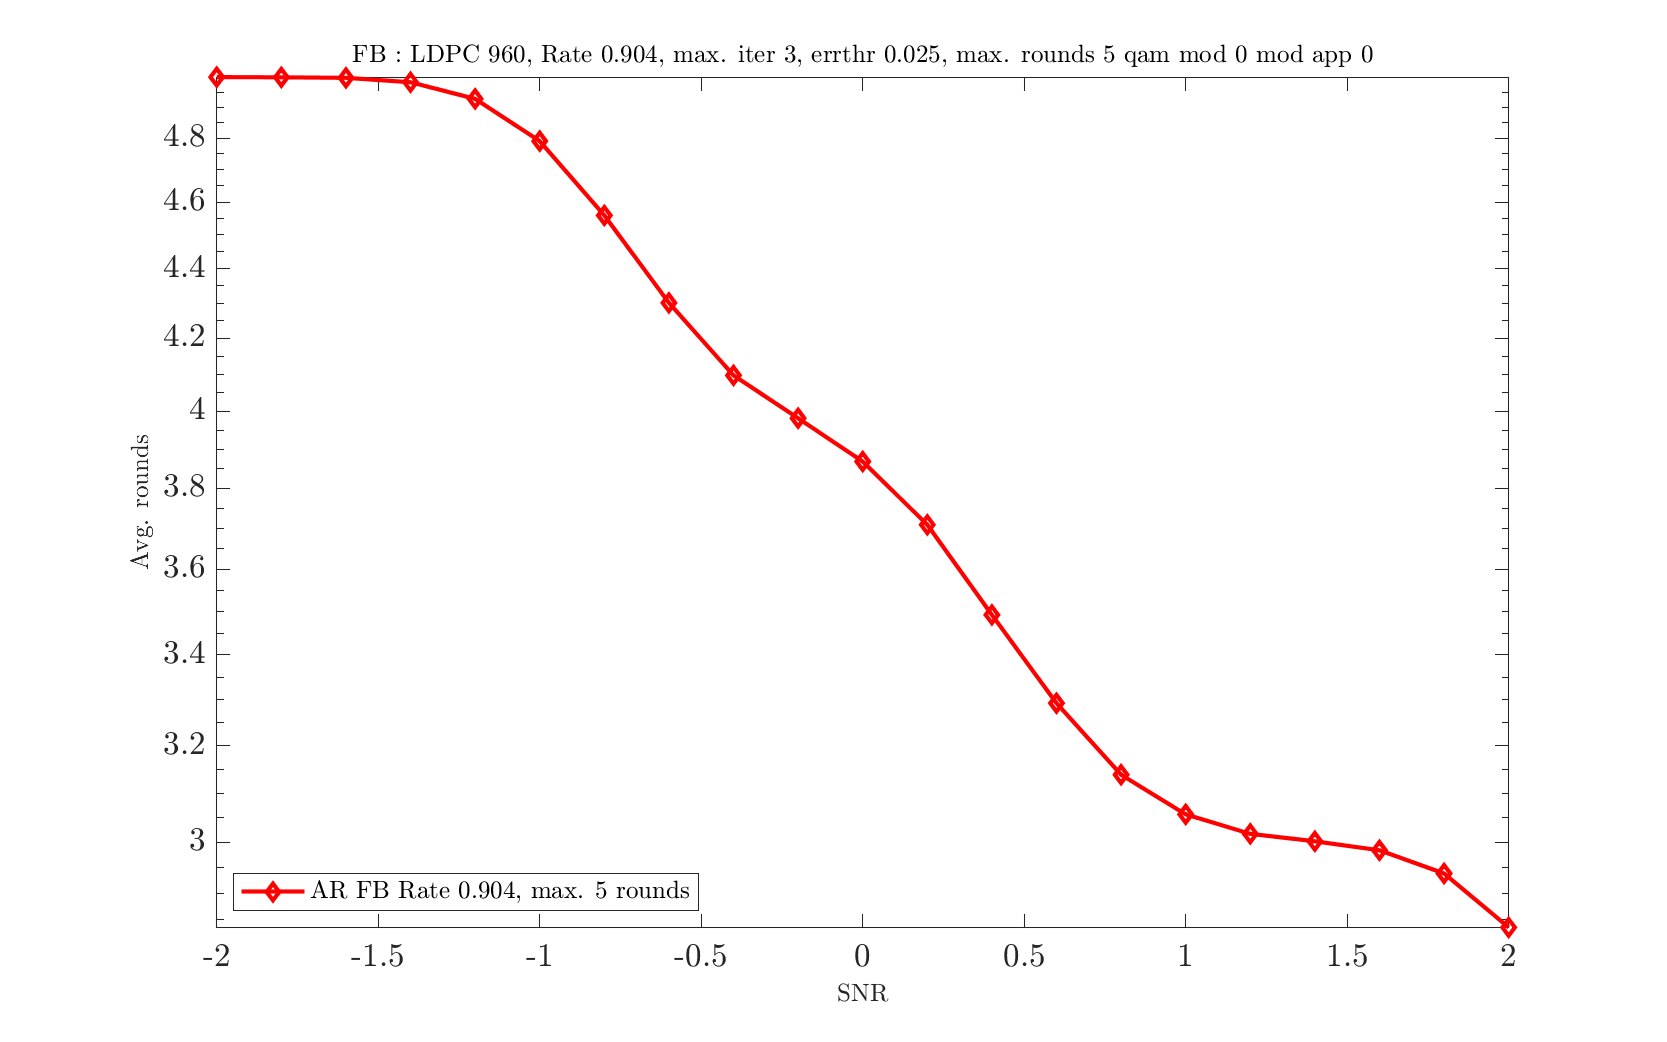 FB : LDPC 960, Rate 0.904, max. iter 3, errthr 0.025, max. rounds 5 qam mod 0 mod app 0
4.8
4.6
4.4
4.2
4
3.8
3.6
3.4
3.2
3
Avg. rounds
AR FB Rate 0.904, max. 5 rounds
-2 -1.5 -1 -0.5 0 0.5 1 1.5 2
SNR